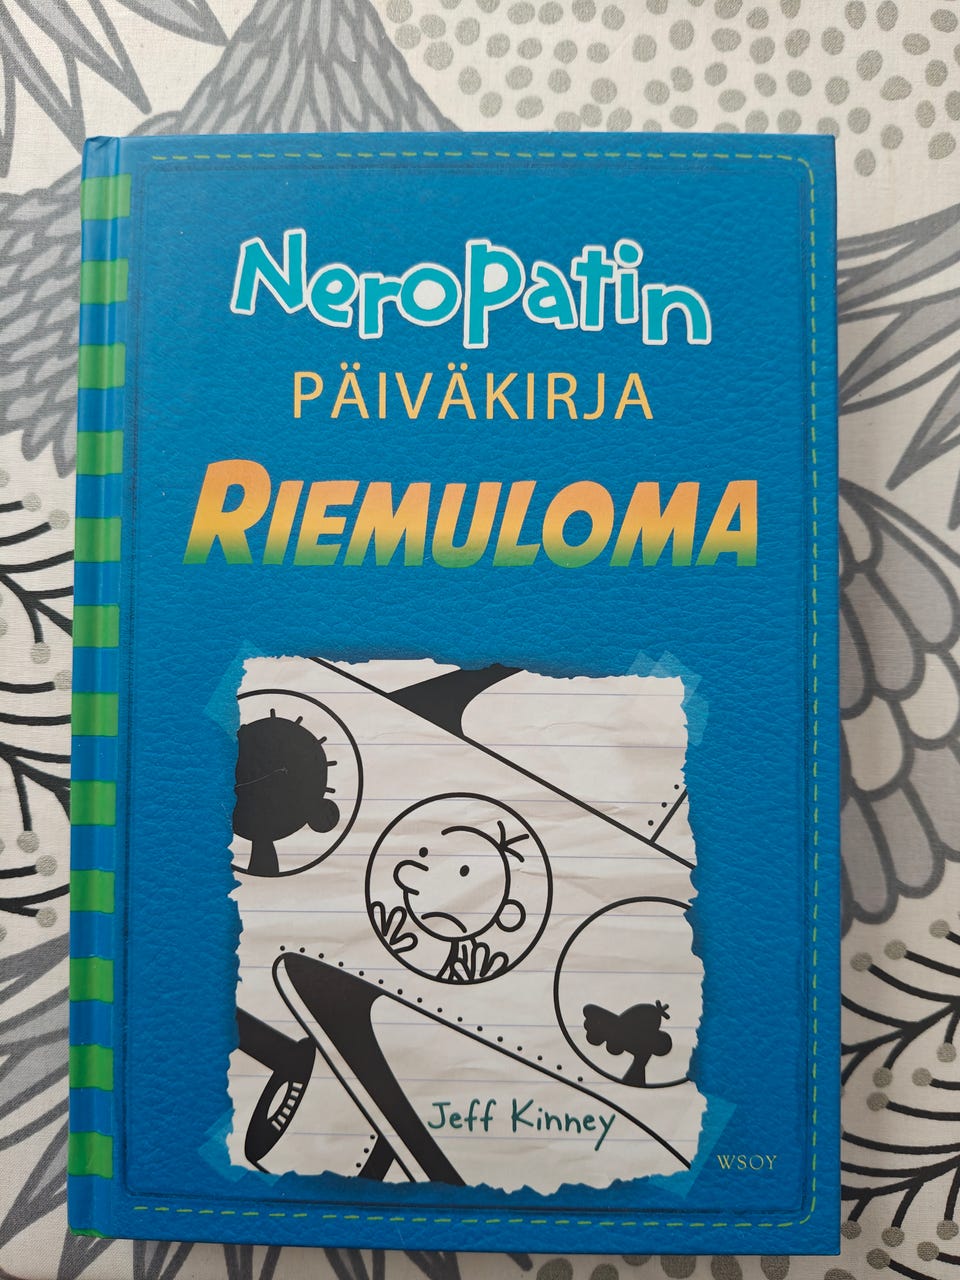 Neropatin
PÄIVÄKIRJA
RIEMULOMA
Jeff Kinney
WSOY